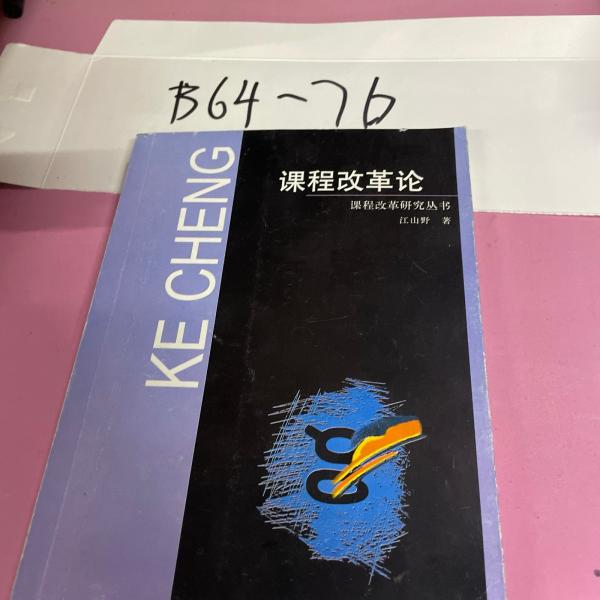 B64-76
KE CHENG
课程改革论
课程改革研究丛书
江山野 著